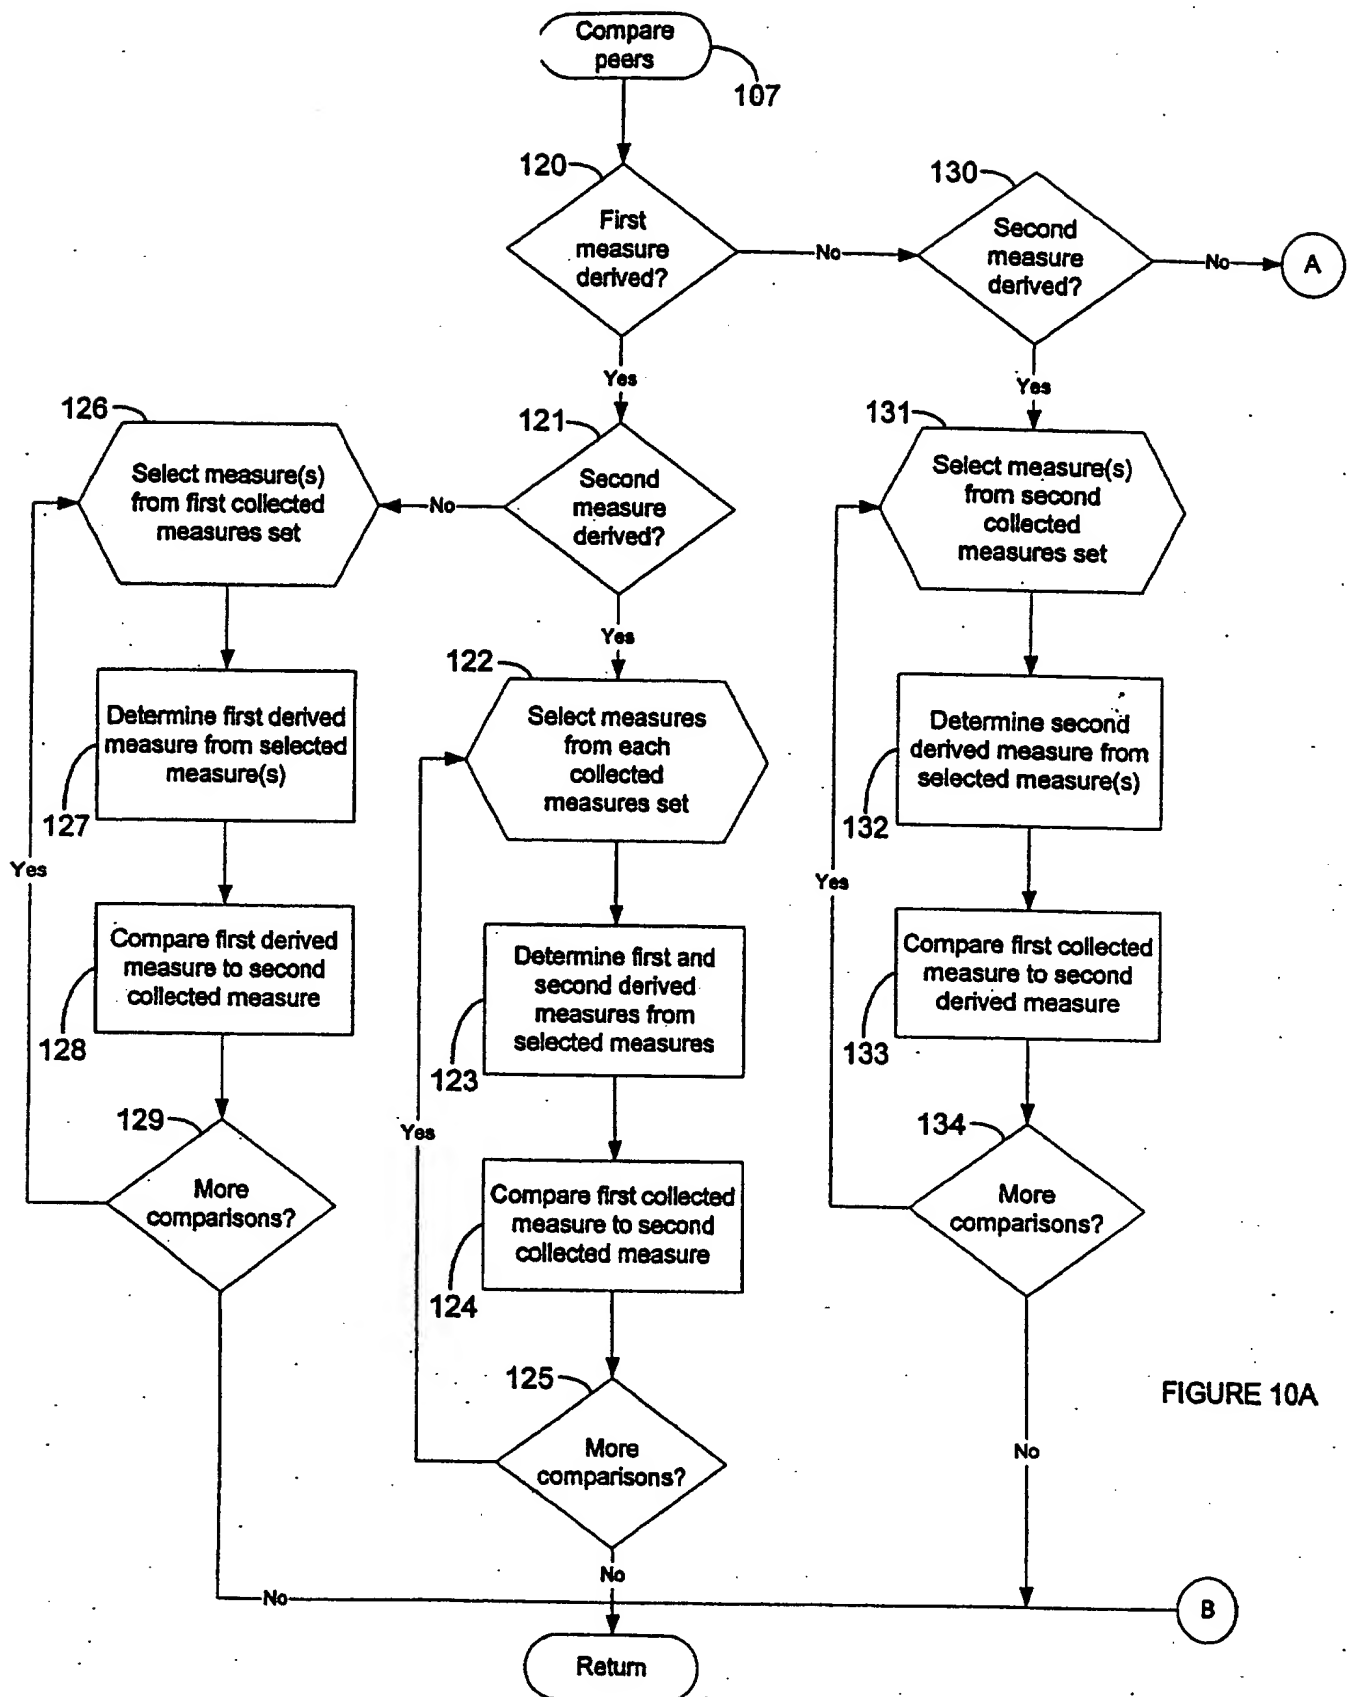 Compare
peers
107
120
First
measure
derived?
No
130
Second
measure
derived?
No
A
Yes
Yes
126
Select measure(s)
from first collected
measures set
No
121
Second
measure
derived?
131
Select measure(s)
from second
collected
measures set
Yes
122
Select measures
from each
collected
measures set
Determine first derived
measure from selected
measure(s)
127
Determine second
derived measure from
selected measure(s)
132
Yes
Yes
Compare first derived
measure to second
collected measure
128
Determine first and
second derived
measures from
selected measures
123
Compare first collected
measure to second
derived measure
133
Yes
129
More
comparisons?
Compare first collected
measure to second
collected measure
124
134
More
comparisons?
125
More
comparisons?
FIGURE 10A
No
No
No
B
Return